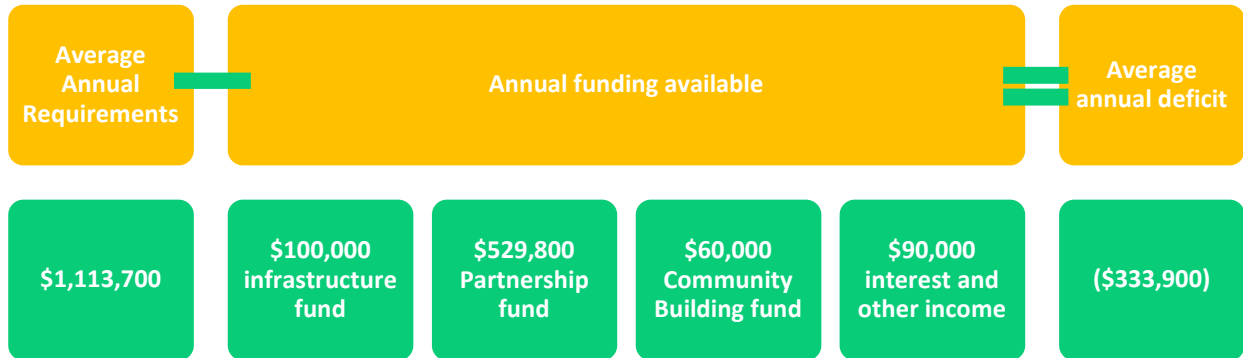 Average
Annual
Requirements
Annual funding available
Average
annual deficit
$1,113,700
$100,000
infrastructure
fund
$529,800
Partnership
fund
$60,000
Community
Building fund
$90,000
interest and
other income
($333,900)